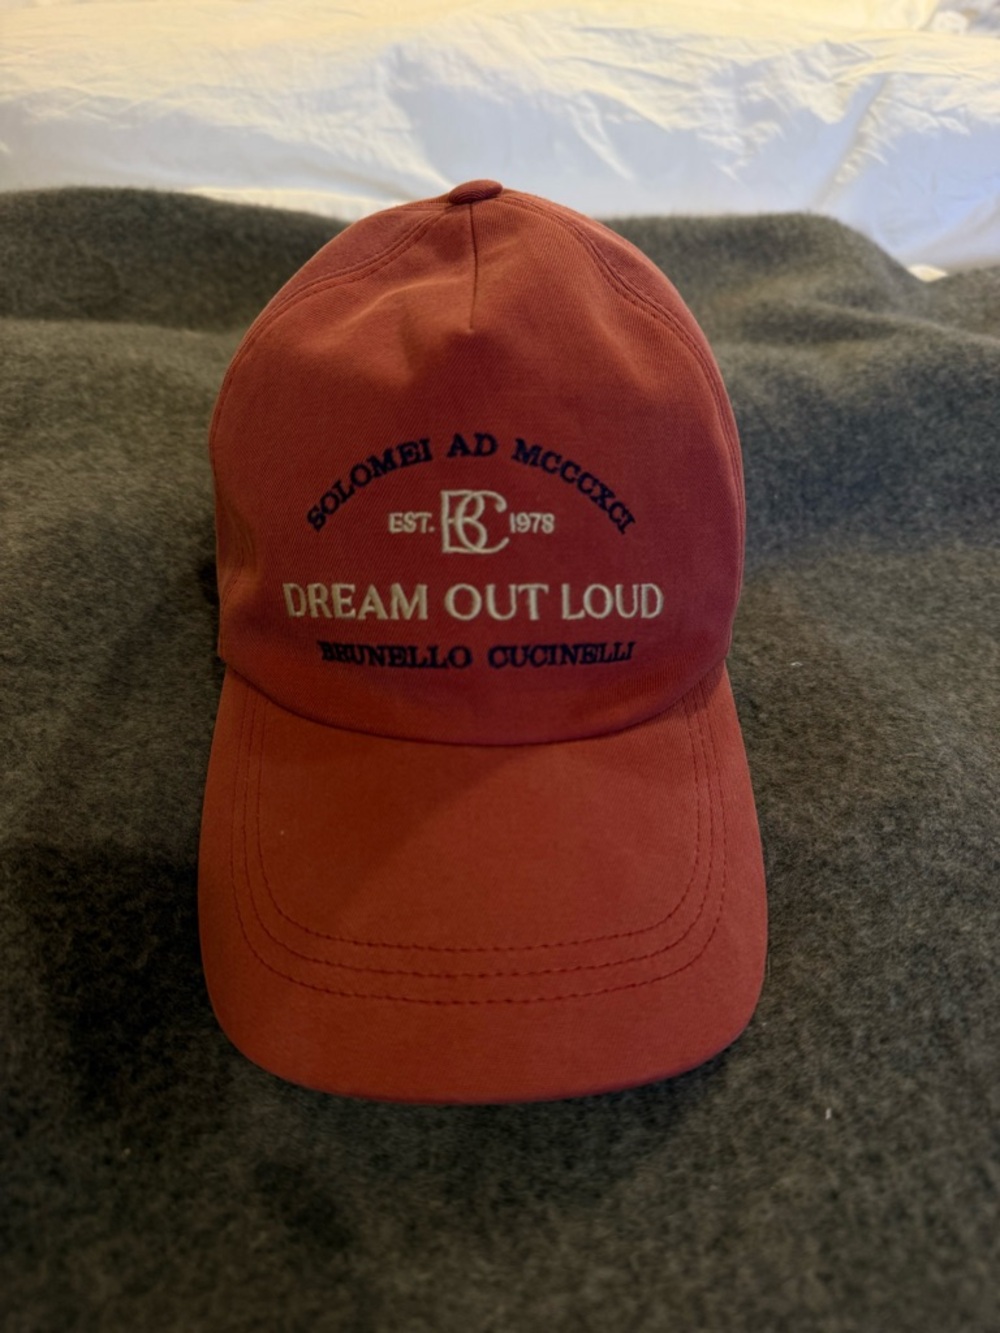 SOLOMEI AD MCCCXCI
EST. BC 1978
DREAM OUT LOUD
BRUNELLO CUCINELLI